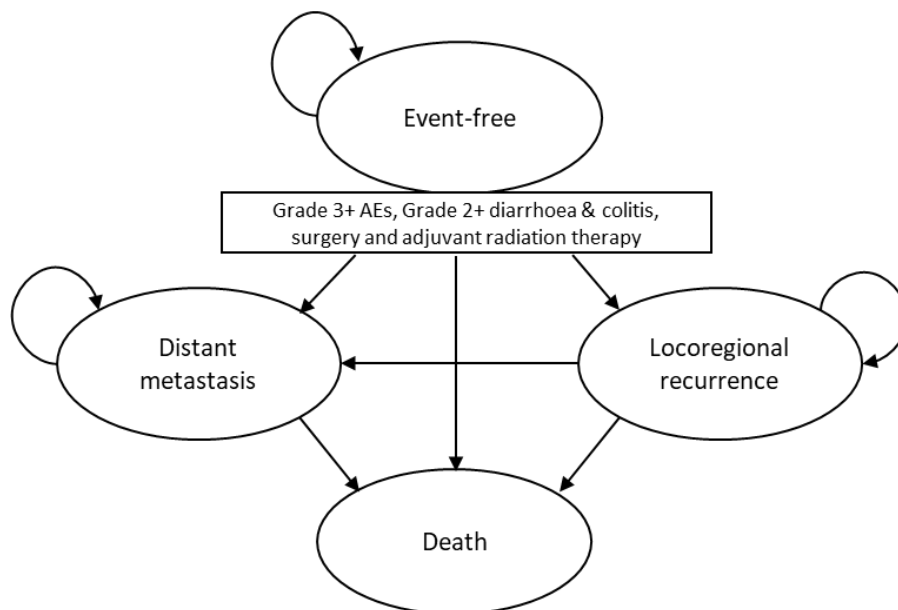 Event-free
Grade 3+ AEs, Grade 2+ diarrhoea & colitis,
surgery and adjuvant radiation therapy
Distant
metastasis
Locoregional
recurrence
Death